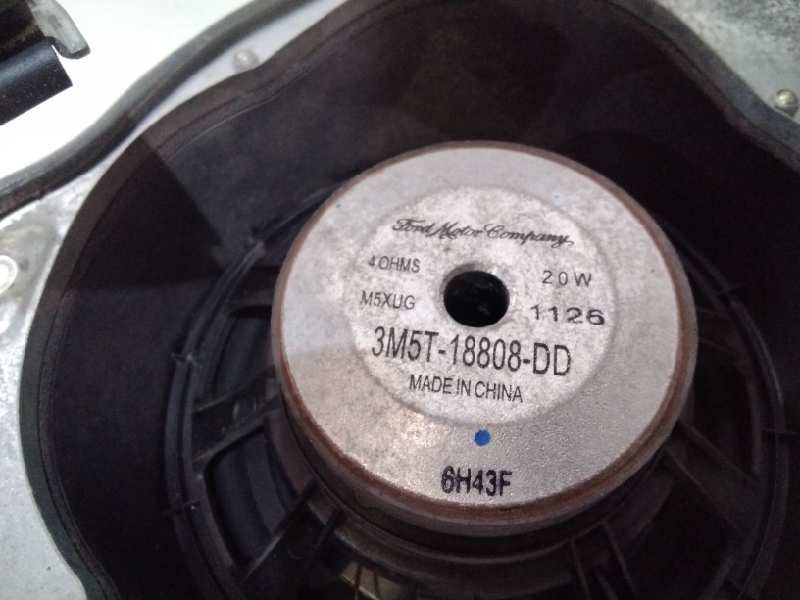 Ford Motor Company
4 OHMS 20W
M5XUG 1126
3M5T-18808-DD
MADE IN CHINA
6H43F